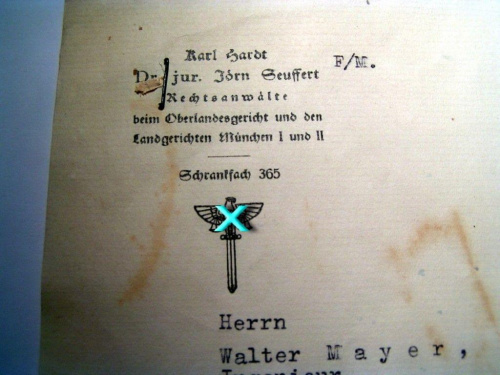 Karl Hardt
Dr. jur. Jörn Seuffert
F/M.
Rechtsanwälte
beim Oberlandesgericht und den
Landgerichten München I und II
Schrankfach 365
Herrn
Walter Mayer,
Ingenieur